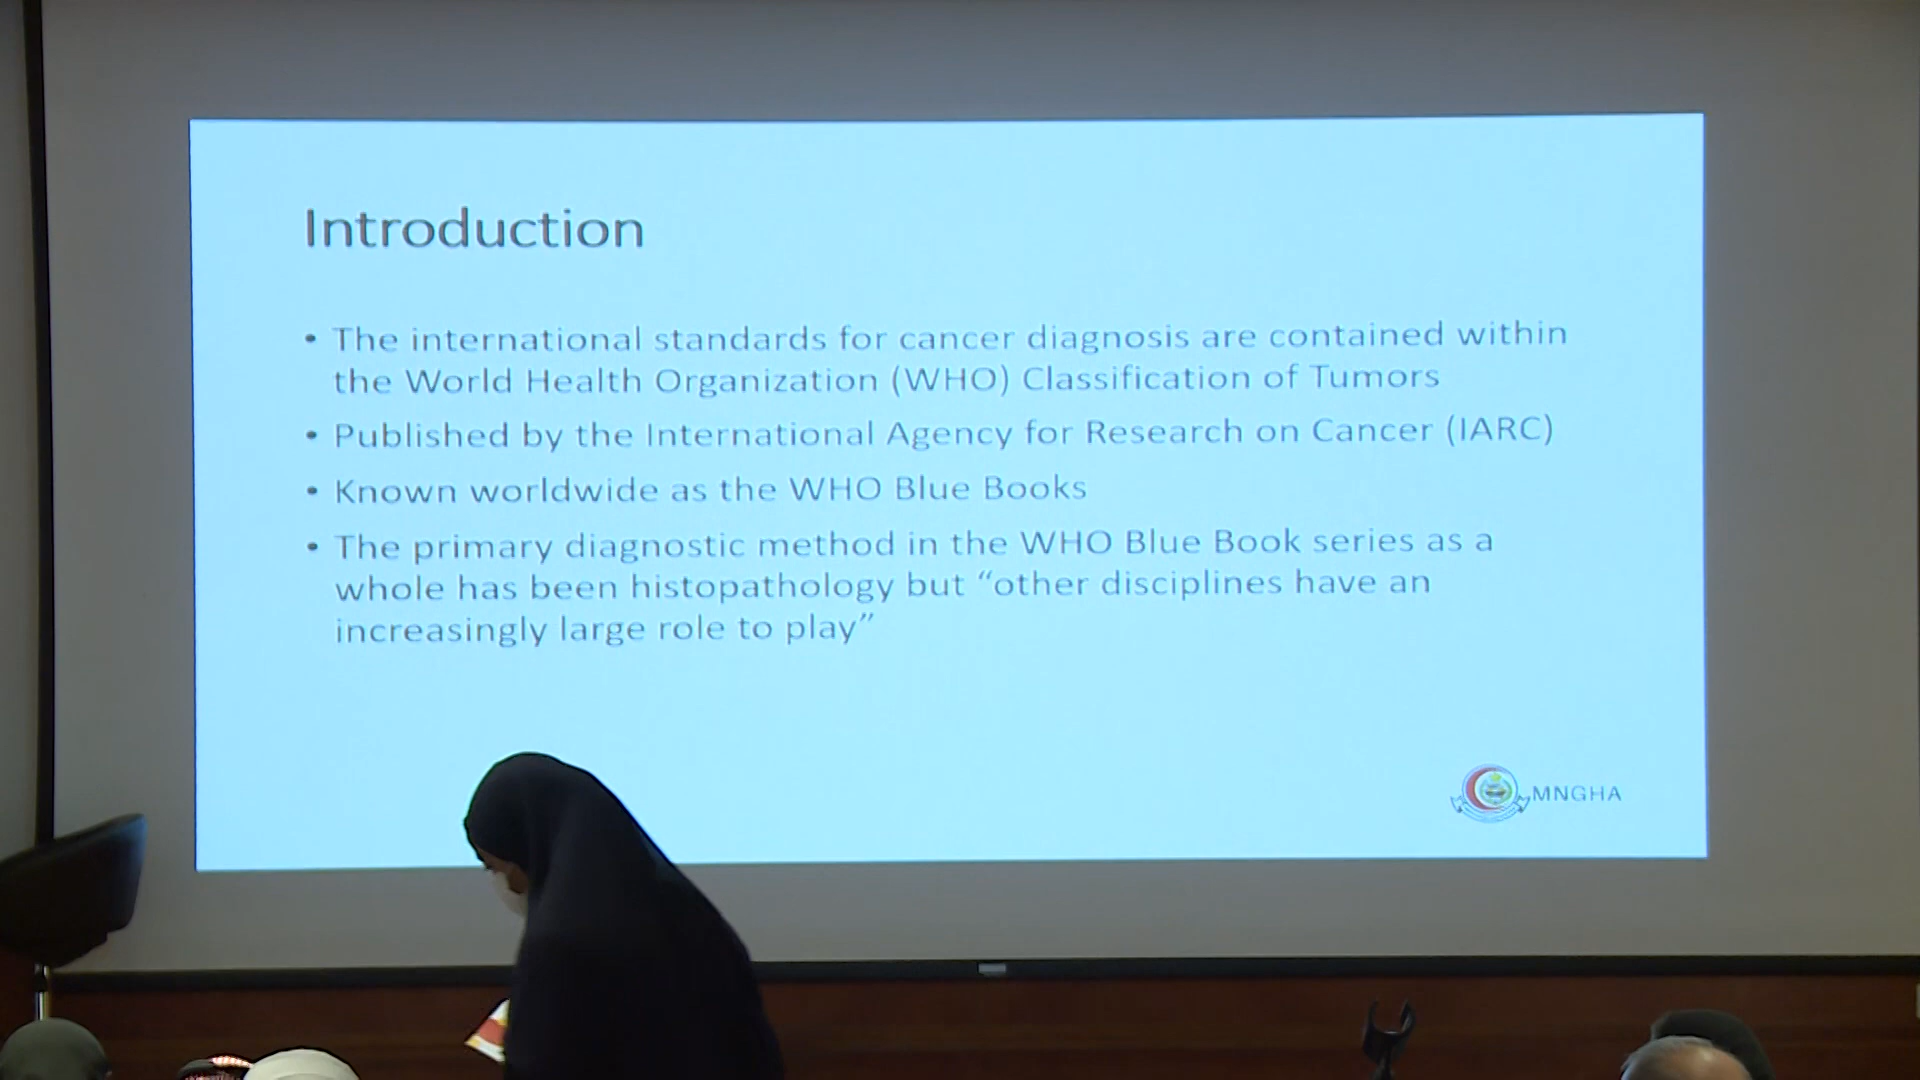 Introduction
• The international standards for cancer diagnosis are contained within
the World Health Organization (WHO) Classification of Tumors
• Published by the International Agency for Research on Cancer (IARC)
• Known worldwide as the WHO Blue Books
• The primary diagnostic method in the WHO Blue Book series as a
whole has been histopathology but “other disciplines have an
increasingly large role to play”
MNGHA